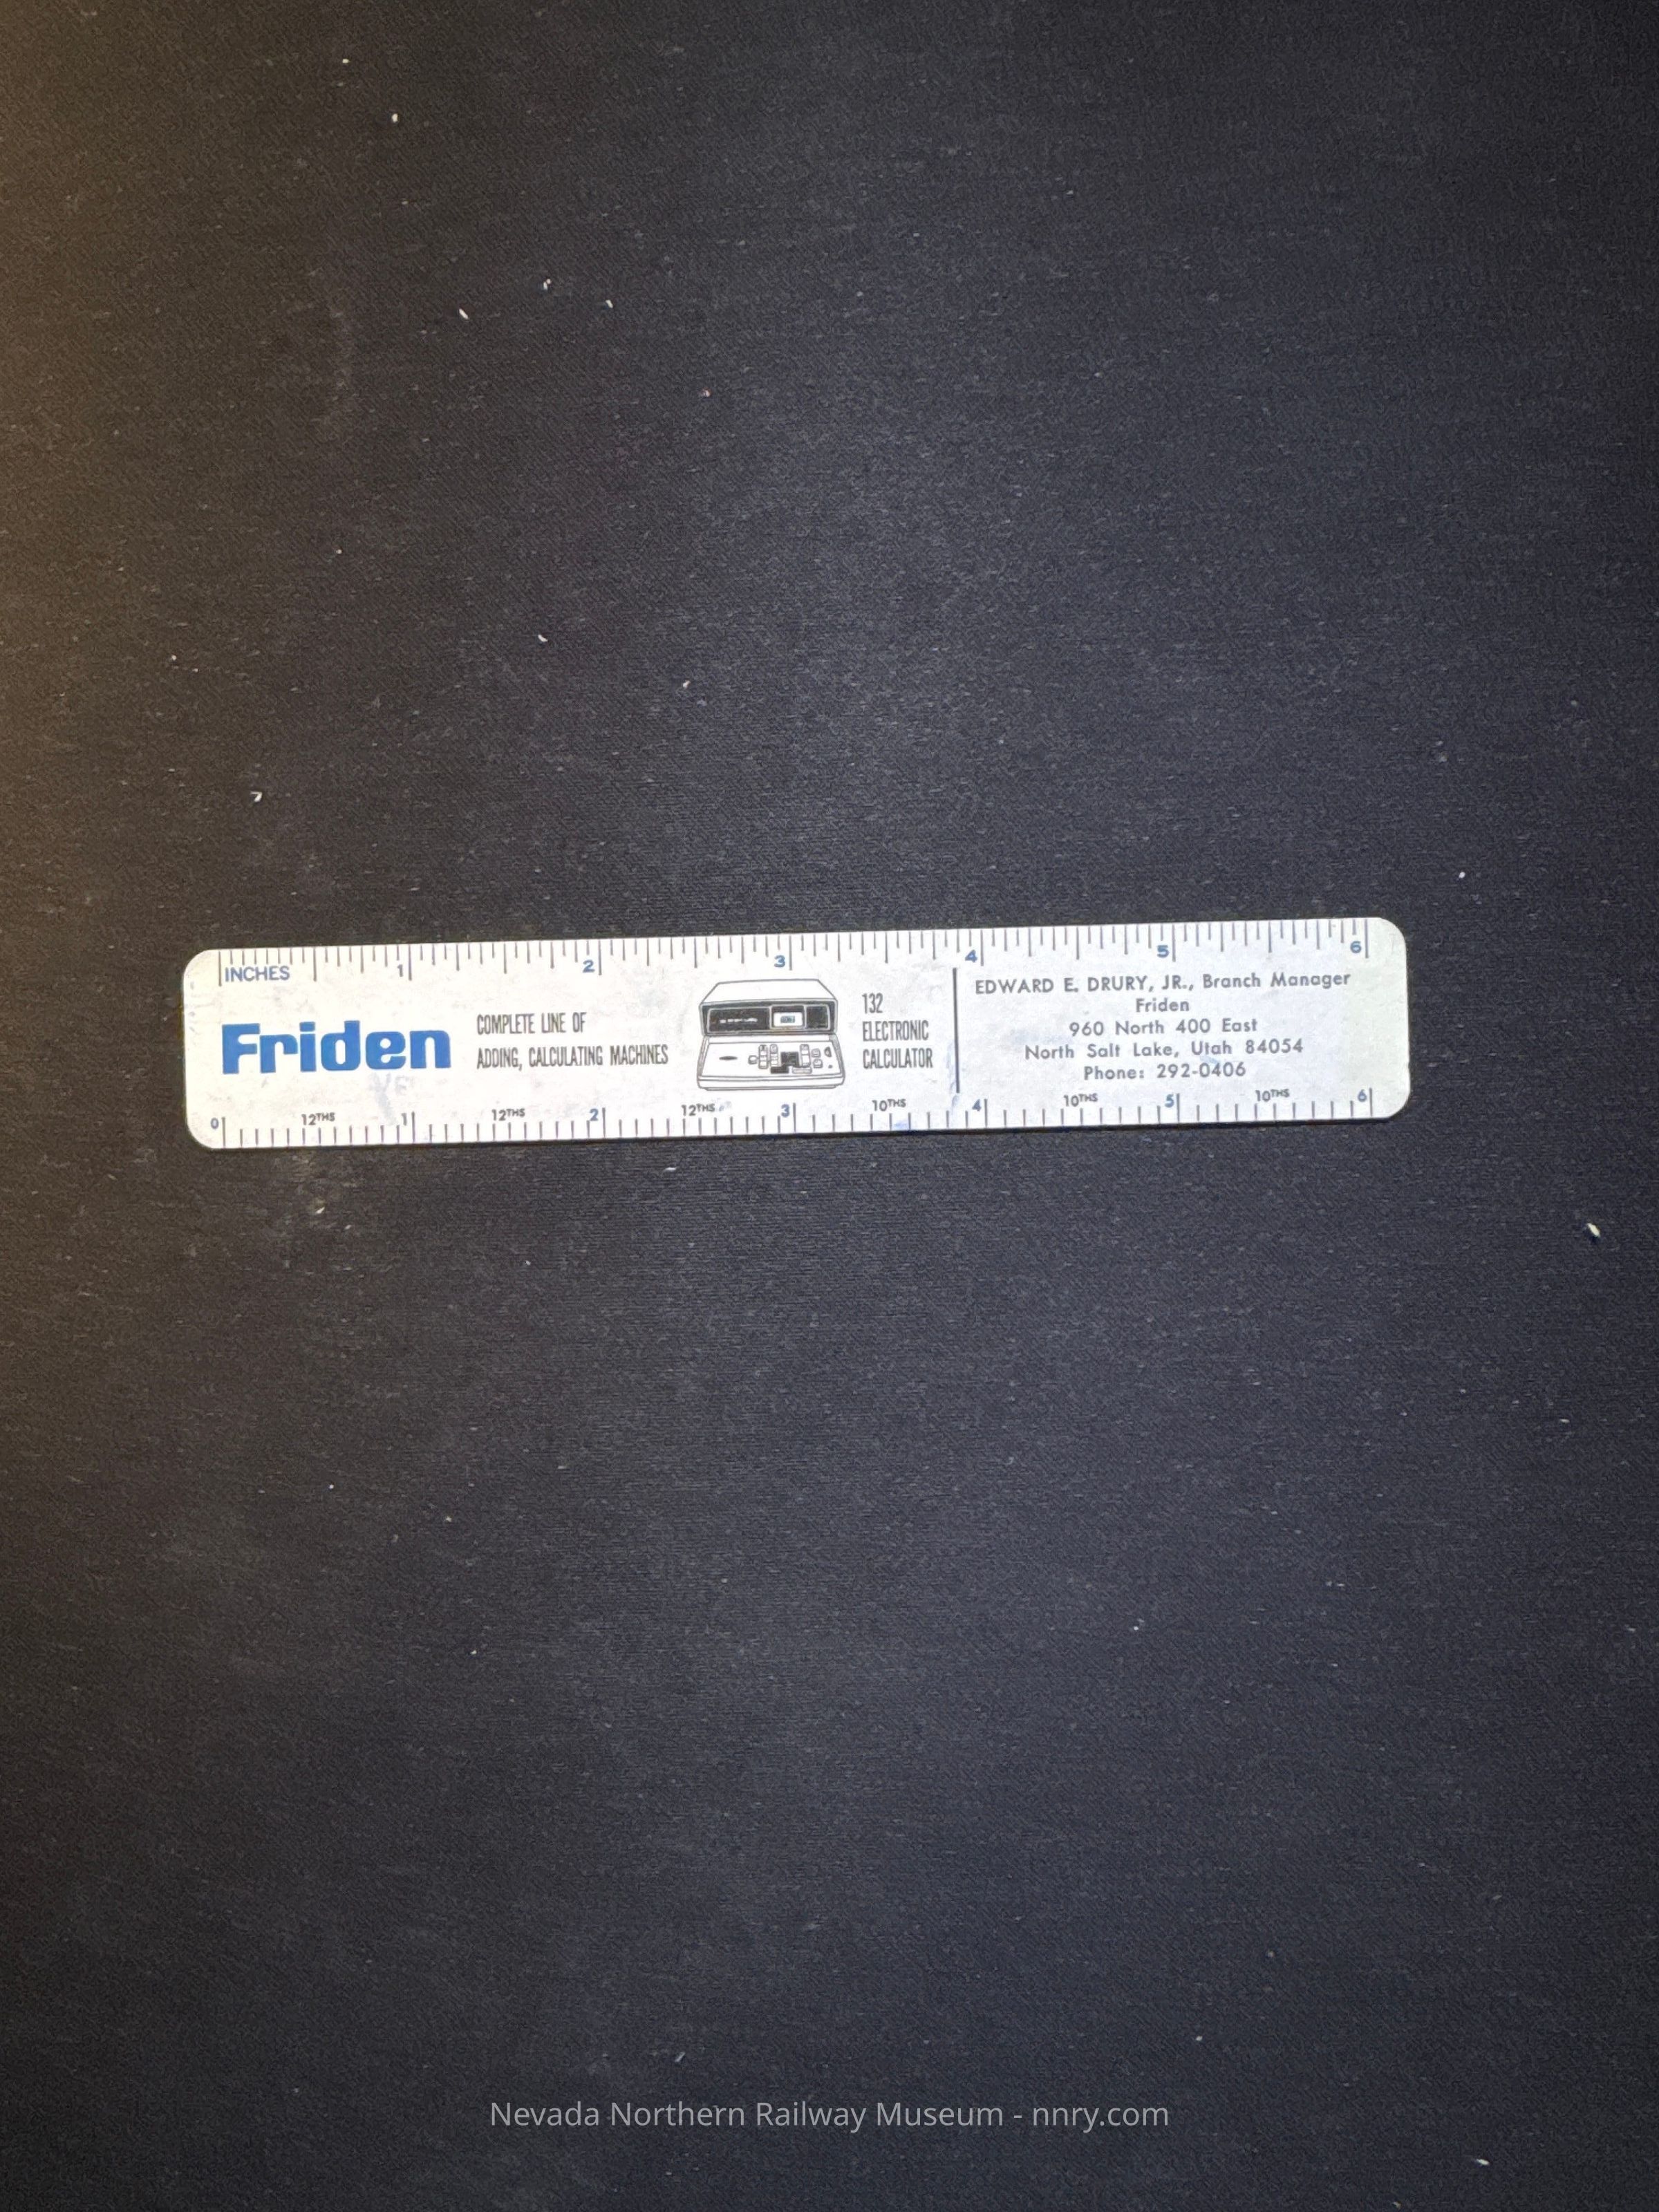 INCHES 1 2 3 4 5 6
Friden
COMPLETE LINE OF
ADDING, CALCULATING MACHINES
132
ELECTRONIC
CALCULATOR
EDWARD E. DRURY, JR., Branch Manager
Friden
960 North 400 East
North Salt Lake, Utah 84054
Phone: 292-0406
0 12THS 1 12THS 2 12THS 3 10THS 4 10THS 5 10THS 6
Nevada Northern Railway Museum - nnry.com